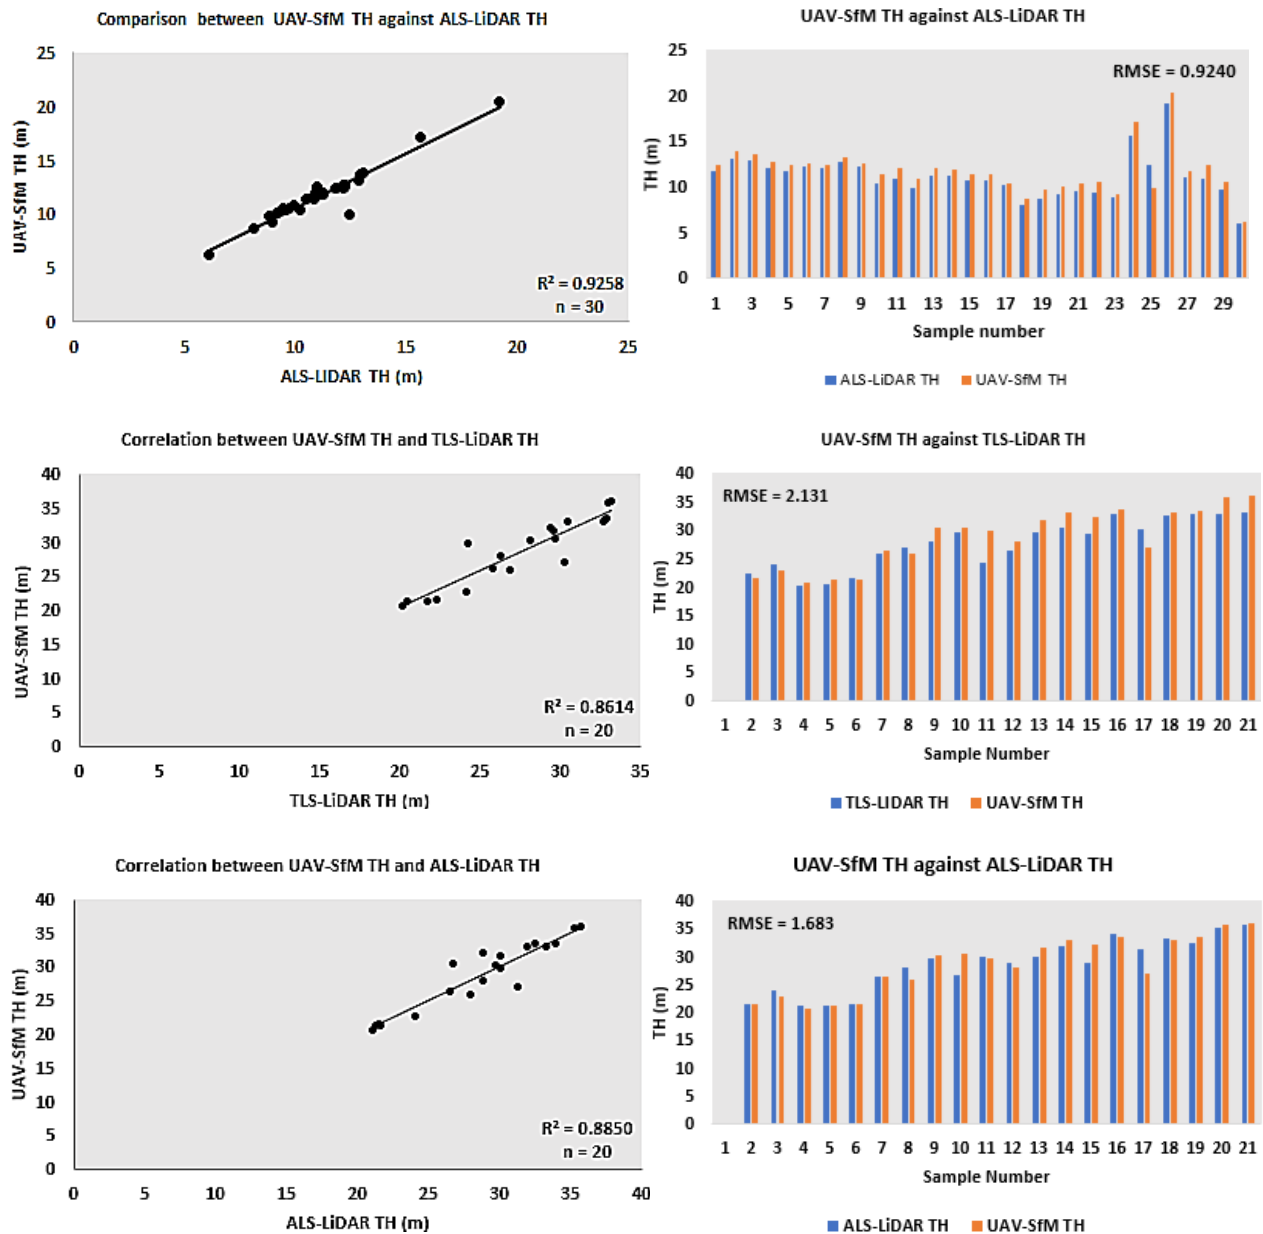 Comparison between UAV-SfM TH against ALS-LiDAR TH
25
20
15
10
5
0
UAV-SfM TH (m)
R² = 0.9258
n = 30
0 5 10 15 20 25
ALS-LIDAR TH (m)
UAV-SfM TH against ALS-LiDAR TH
25
20
15
10
5
0
TH (m)
RMSE = 0.9240
1 3 5 7 9 11 13 15 17 19 21 23 25 27 29
Sample number
ALS-LiDAR TH UAV-SfM TH
Correlation between UAV-SfM TH and TLS-LiDAR TH
40
35
30
25
20
15
10
5
0
UAV-SfM TH (m)
R² = 0.8614
n = 20
0 5 10 15 20 25 30 35
TLS-LiDAR TH (m)
UAV-SfM TH against TLS-LiDAR TH
40
35
30
25
20
15
10
5
0
TH (m)
RMSE = 2.131
1 2 3 4 5 6 7 8 9 10 11 12 13 14 15 16 17 18 19 20 21
Sample Number
TLS-LIDAR TH UAV-SfM TH
Correlation between UAV-SfM TH and ALS-LiDAR TH
40
35
30
25
20
15
10
5
0
UAV-SfM TH (m)
R² = 0.8850
n = 20
0 5 10 15 20 25 30 35 40
ALS-LiDAR TH (m)
UAV-SfM TH against ALS-LiDAR TH
40
35
30
25
20
15
10
5
0
TH (m)
RMSE = 1.683
1 2 3 4 5 6 7 8 9 10 11 12 13 14 15 16 17 18 19 20 21
Sample Number
ALS-LiDAR TH UAV-SfM TH